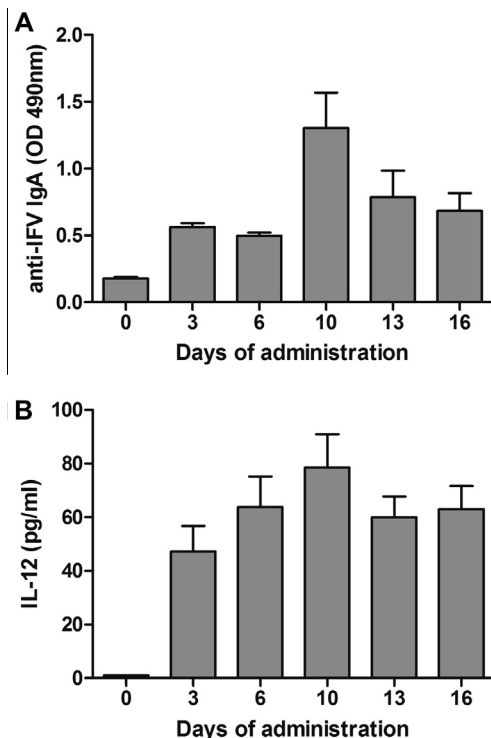 A
anti-IFV IgA (OD 490nm)
2.0
1.5
1.0
0.5
0.0
0 3 6 10 13 16
Days of administration
B
IL-12 (pg/ml)
100
80
60
40
20
0
0 3 6 10 13 16
Days of administration